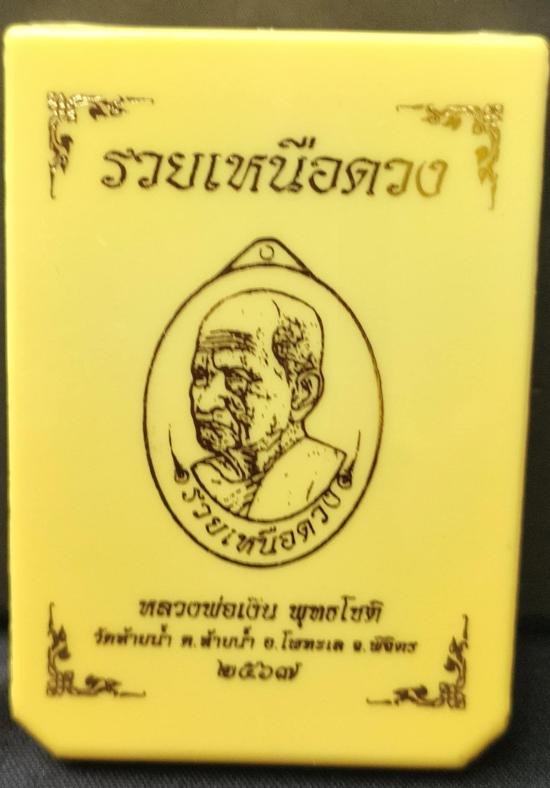 รวยเหนือดวง
รวยเหนือดวง
หลวงพ่อเงิน พุทธโชติ
วัดท้ายน้ำ ต.ท้ายน้ำ อ.โพทะเล จ.พิจิตร
๒๕๖๗